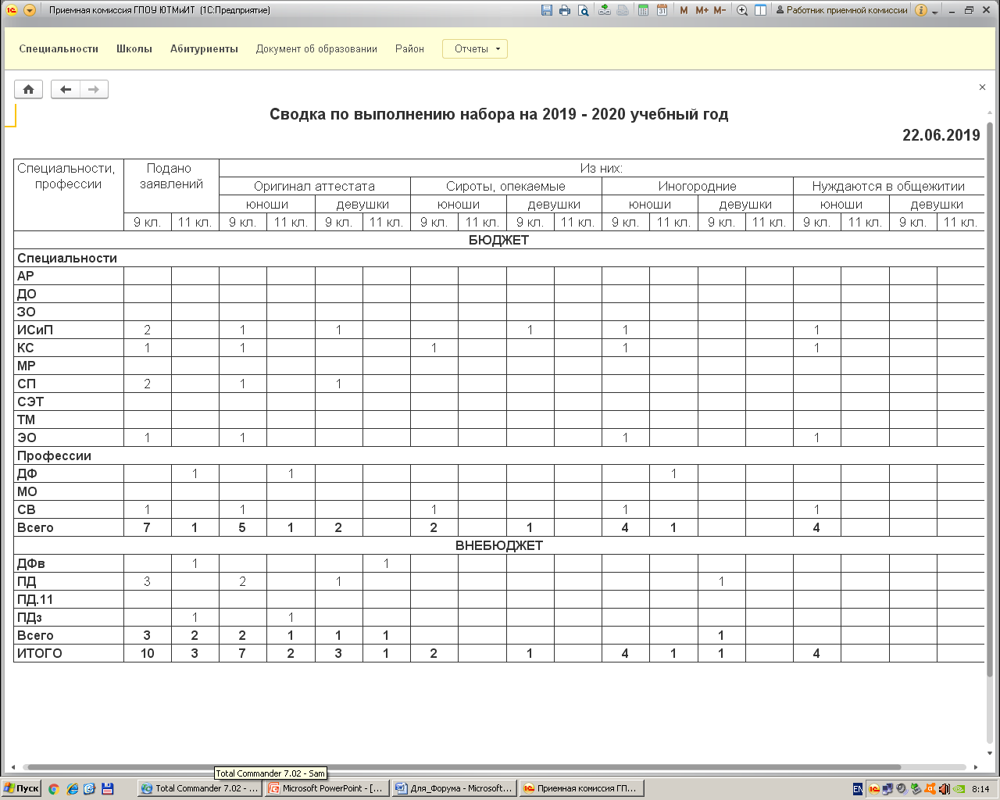 Приемная комиссия ГПОУ ЮТМиИТ (1С:Предприятие)
M M+ M- Работник приемной комиссии
Специальности Школы Абитуриенты Документ об образовании Район Отчеты
Сводка по выполнению набора на 2019 - 2020 учебный год
22.06.2019
Специальности, профессии Подано заявлений Из них:
Оригинал аттестата Сироты, опекаемые Иногородние Нуждаются в общежитии
юноши девушки юноши девушки юноши девушки юноши девушки
9 кл. 11 кл. 9 кл. 11 кл. 9 кл. 11 кл. 9 кл. 11 кл. 9 кл. 11 кл. 9 кл. 11 кл. 9 кл. 11 кл. 9 кл. 11 кл. 9 кл. 11 кл.
БЮДЖЕТ
Специальности
АР
ДО
ЗО
ИСиП 2 1 1 1 1 1
КС 1 1 1 1 1
МР
СП 2 1 1
СЭТ
ТМ
ЭО 1 1 1 1
Профессии
ДФ 1 1 1
МО
СВ 1 1 1 1 1
Всего 7 1 5 1 2 2 1 4 1 4
ВНЕБЮДЖЕТ
ДФв 1 1
ПД 3 2 1 1
ПД.11
ПДз 1 1
Всего 3 2 2 1 1 1 1
ИТОГО 10 3 7 2 3 1 2 1 4 1 1 4
Total Commander 7.02 - Sam
Пуск Total Commander 7.02 - ... Microsoft PowerPoint - [... Для_Форума - Microsoft... Приемная комиссия ГП... EN 8:14